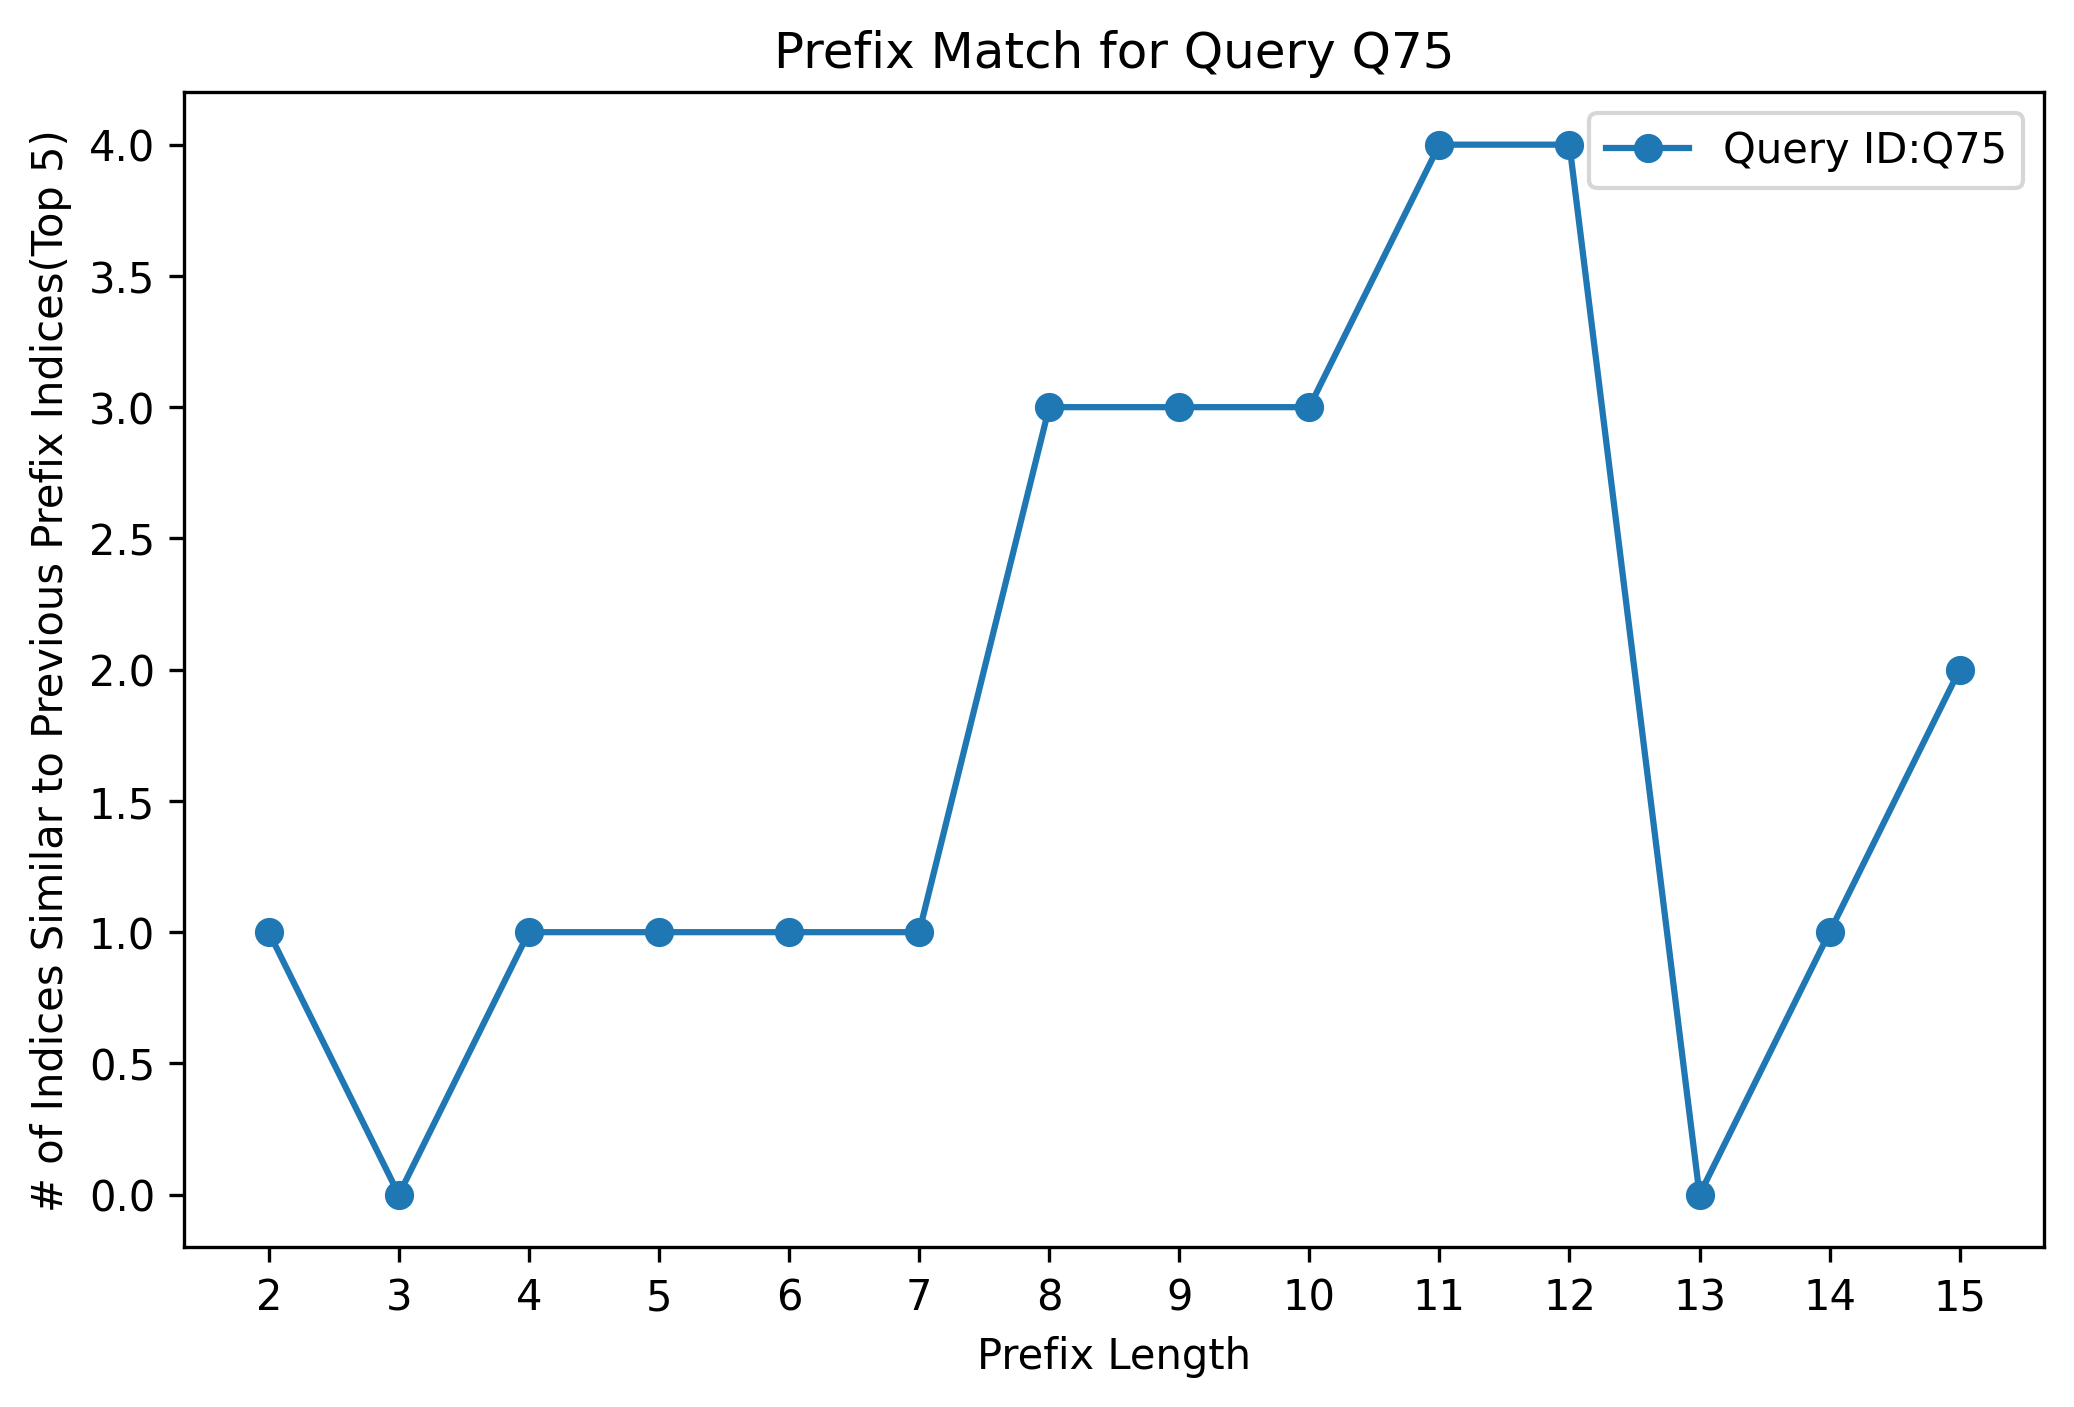 Prefix Match for Query Q75
# of Indices Similar to Previous Prefix Indices(Top 5)
4.0
3.5
3.0
2.5
2.0
1.5
1.0
0.5
0.0
Query ID:Q75
2 3 4 5 6 7 8 9 10 11 12 13 14 15
Prefix Length